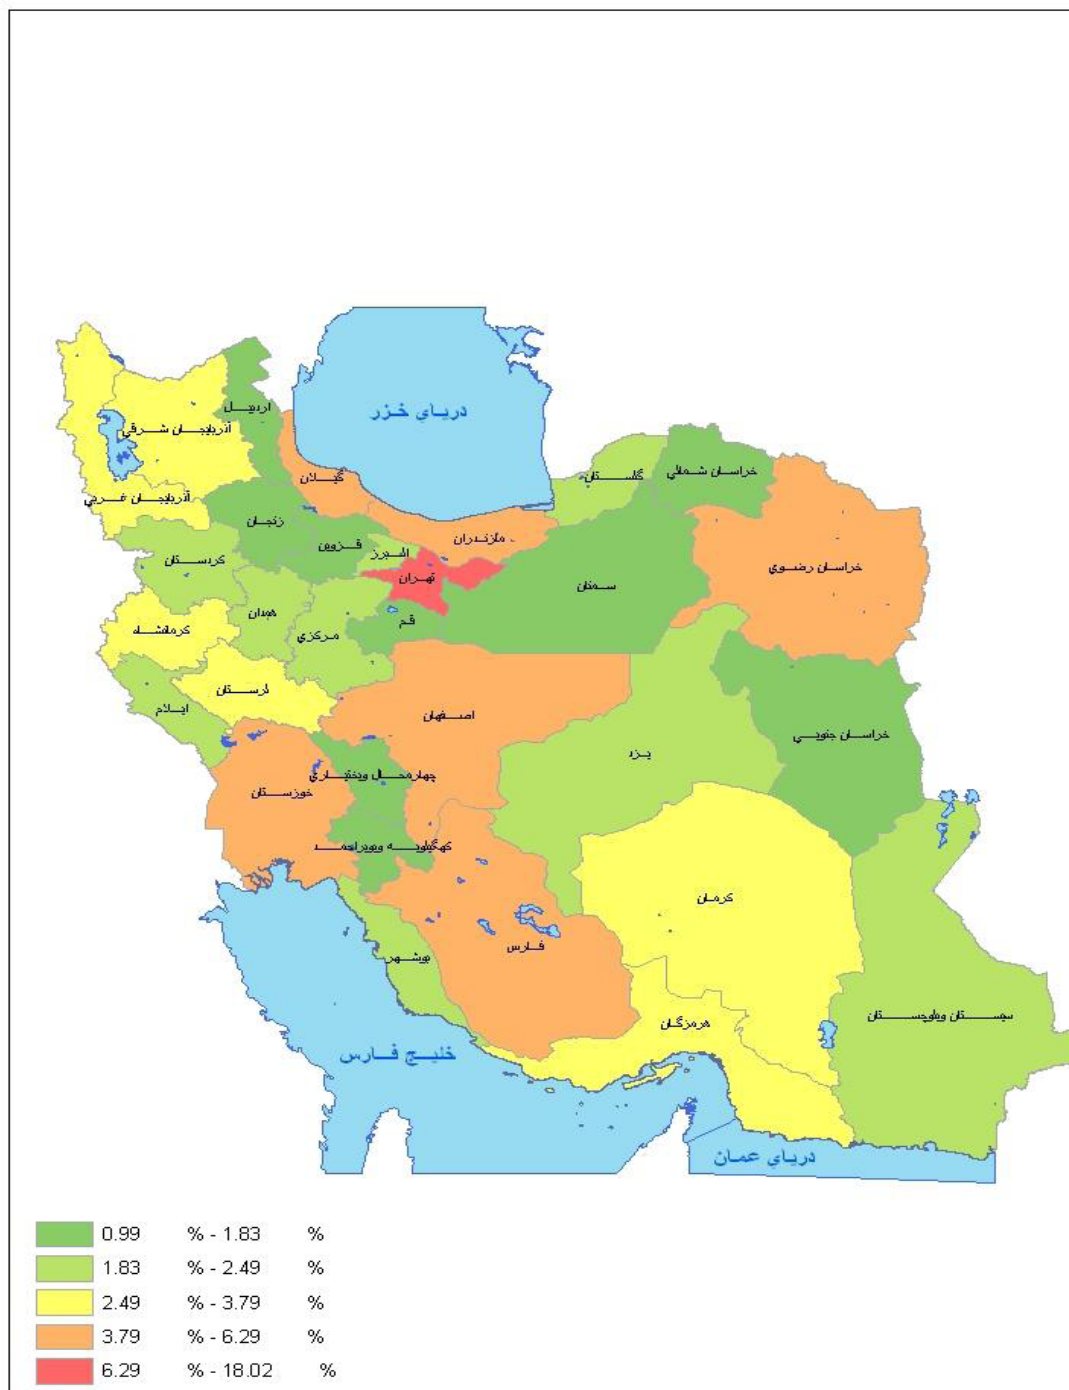 دریای خزر
اردبیل
آذربایجان شرقی
گیلان
گلستان
خراسان شمالی
آذربایجان غربی
زنجان
قزوین
البرز
مازندران
کردستان
تهران
سمنان
خراسان رضوی
همدان
مرکزی
قم
کرمانشاه
لرستان
ایلام
اصفهان
یزد
خراسان جنوبی
چهارمحال وبختیاری
خوزستان
کهگیلویه وبویراحمد
کرمان
فارس
بوشهر
هرمزگان
سیستان وبلوچستان
خلیج فارس
دریای عمان
0.99 % - 1.83 %
1.83 % - 2.49 %
2.49 % - 3.79 %
3.79 % - 6.29 %
6.29 % - 18.02 %